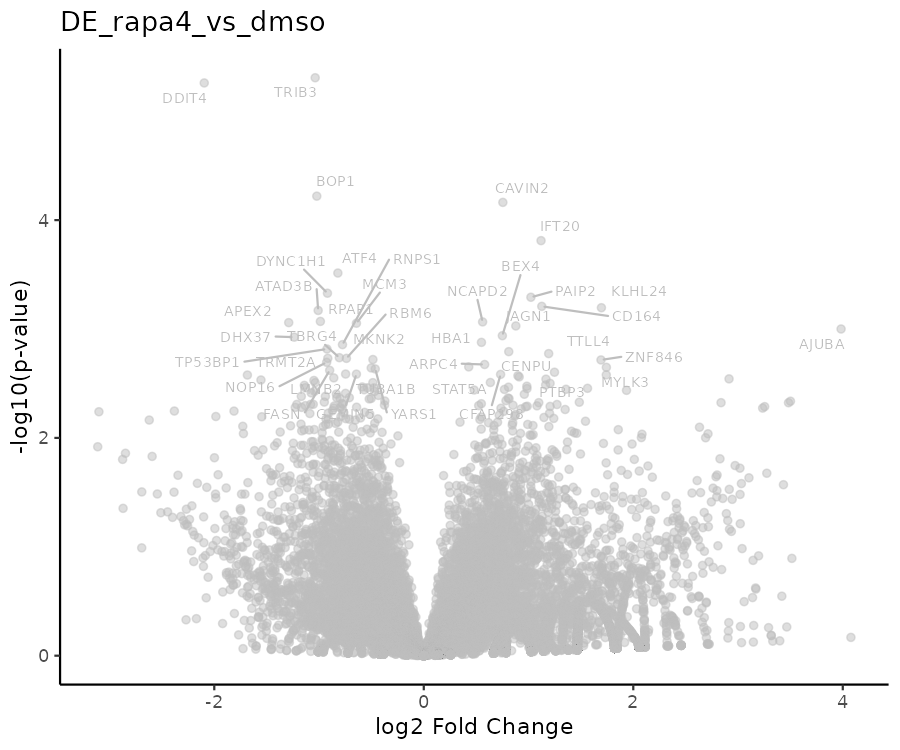 DE_rapa4_vs_dmso
DDIT4
TRIB3
BOP1
CAVIN2
IFT20
DYNC1H1
ATF4
RNPS1
BEX4
ATAD3B
MCM3
NCAPD2
PAIP2
KLHL24
APEX2
RPAP1
RBM6
AGN1
CD164
DHX37
TBRG4
MKNK2
HBA1
TTLL4
AJUBA
TP53BP1
TRMT2A
ARPC4
CENPU
ZNF846
NOP16
LMNB2
TUBA1B
STAT5A
PTBP3
MYLK3
FASN
YARS1
-log10(p-value)
4
2
0
-2
0
2
4
log2 Fold Change